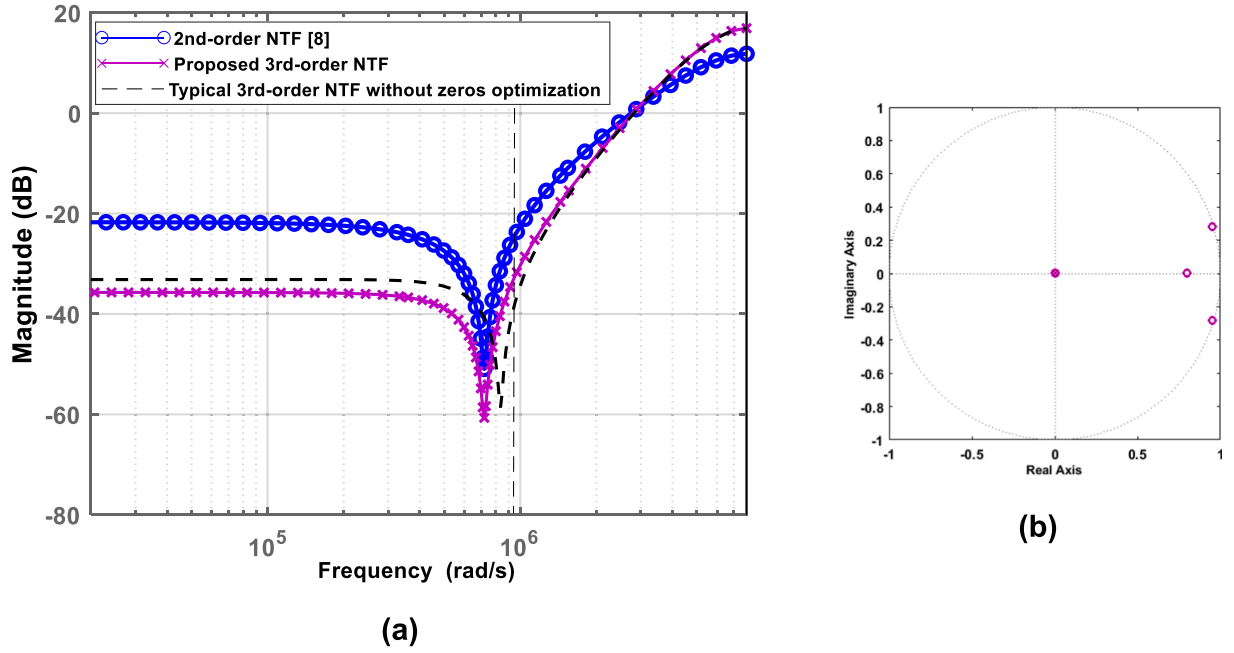 20
0
-20
-40
-60
-80
Magnitude (dB)
2nd-order NTF [8]
Proposed 3rd-order NTF
Typical 3rd-order NTF without zeros optimization
10^5
10^6
Frequency (rad/s)
(a)
1
0.8
0.6
0.4
0.2
0
-0.2
-0.4
-0.6
-0.8
-1
Imaginary Axis
-1
-0.5
0
0.5
1
Real Axis
(b)